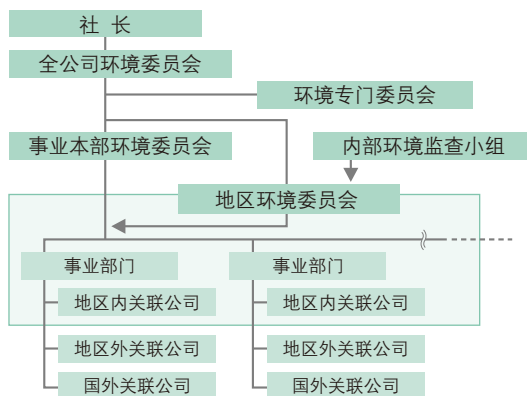 社 长
全公司环境委员会
环境专门委员会
事业本部环境委员会
内部环境监查小组
地区环境委员会
事业部门
事业部门
地区内关联公司
地区内关联公司
地区外关联公司
地区外关联公司
国外关联公司
国外关联公司